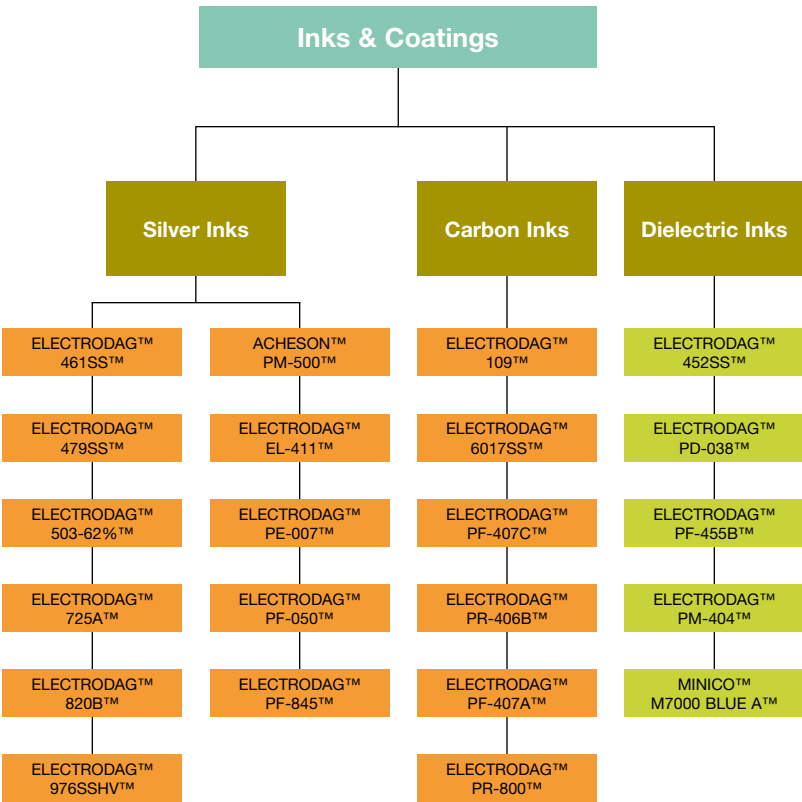 Inks & Coatings
Silver Inks
Carbon Inks
Dielectric Inks
ELECTRODAG™
461SS™
ELECTRODAG™
479SS™
ELECTRODAG™
503-62%™
ELECTRODAG™
725A™
ELECTRODAG™
820B™
ELECTRODAG™
976SSHV™
ACHESON™
PM-500™
ELECTRODAG™
EL-411™
ELECTRODAG™
PE-007™
ELECTRODAG™
PF-050™
ELECTRODAG™
PF-845™
ELECTRODAG™
109™
ELECTRODAG™
6017SS™
ELECTRODAG™
PF-407C™
ELECTRODAG™
PR-406B™
ELECTRODAG™
PF-407A™
ELECTRODAG™
PR-800™
ELECTRODAG™
452SS™
ELECTRODAG™
PD-038™
ELECTRODAG™
PF-455B™
ELECTRODAG™
PM-404™
MINICO™
M7000 BLUE A™